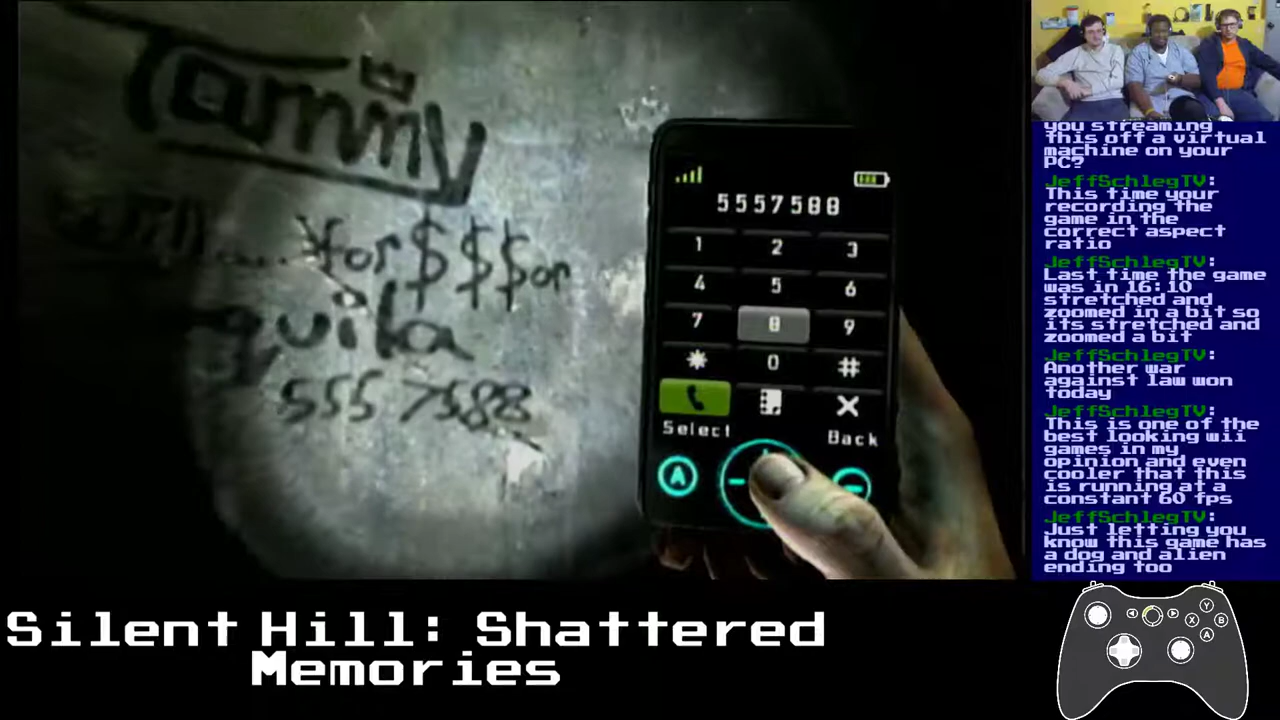 Tammy
for $$$ or
quila
555 7588
5557588
1 2 3
4 5 6
7 8 9
* 0 #
Select
Back
A
you streaming
this off a virtual
machine on your
PC?
JeffSchlegTV:
This time your
recording the
game in the
correct aspect
ratio
JeffSchlegTV:
Last time the game
was in 16:10
stretched and
zoomed in a bit so
its stretched and
zoomed a bit
JeffSchlegTV:
Another war
against law won
today
JeffSchlegTV:
This is one of the
best looking wii
games in my
opinion and even
cooler that this
is running at a
constant 60 fps
JeffSchlegTV:
Just letting you
know this game has
a dog and alien
ending too
Silent Hill: Shattered
Memories
Y
X B
A